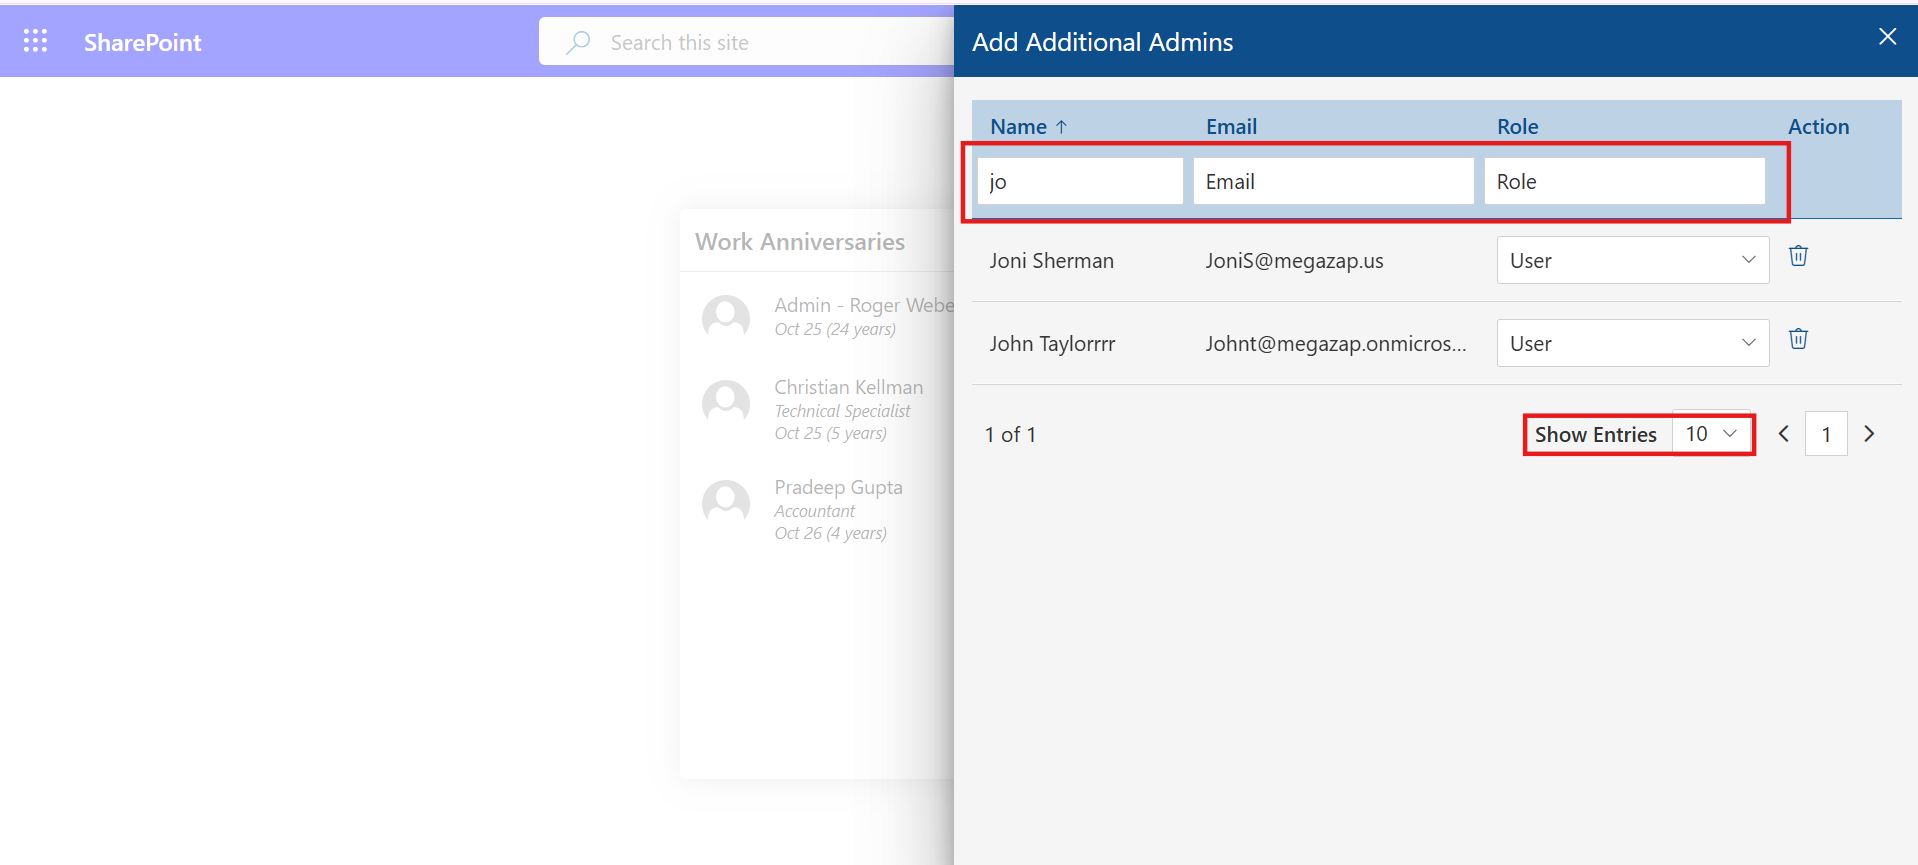 SharePoint
Search this site
Add Additional Admins
Name ↑ Email Role Action
jo Email Role
Joni Sherman JoniS@megazap.us User
John Taylorrrr Johnt@megazap.onmicros... User
1 of 1 Show Entries 10 1
Work Anniversaries
Admin - Roger Webe
Oct 25 (24 years)
Christian Kellman
Technical Specialist
Oct 25 (5 years)
Pradeep Gupta
Accountant
Oct 26 (4 years)